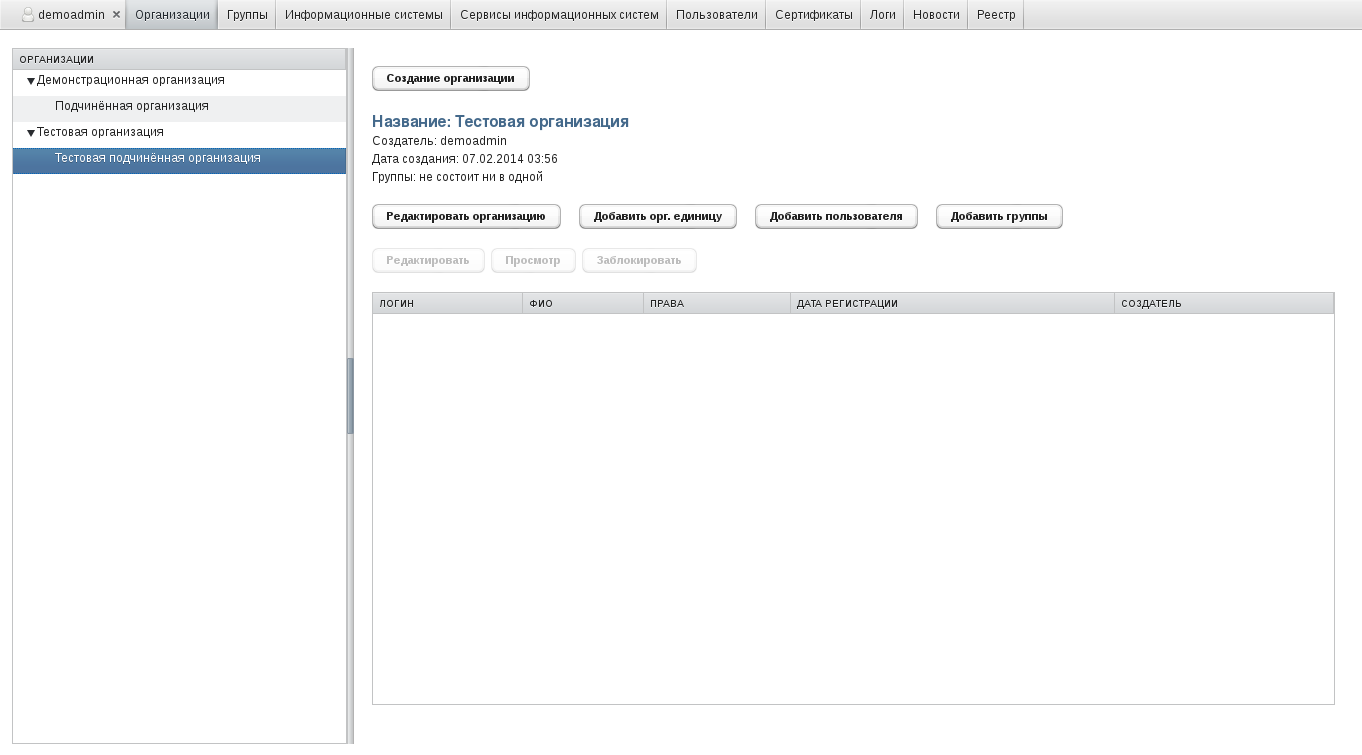 demoadmin Организации Группы Информационные системы Сервисы информационных систем Пользователи Сертификаты Логи Новости Реестр
ОРГАНИЗАЦИИ
Демонстрационная организация
Подчинённая организация
Тестовая организация
Тестовая подчинённая организация
Создание организации
Название: Тестовая организация
Создатель: demoadmin
Дата создания: 07.02.2014 03:56
Группы: не состоит ни в одной
Редактировать организацию Добавить орг. единицу Добавить пользователя Добавить группы
Редактировать Просмотр Заблокировать
ЛОГИН ФИО ПРАВА ДАТА РЕГИСТРАЦИИ СОЗДАТЕЛЬ